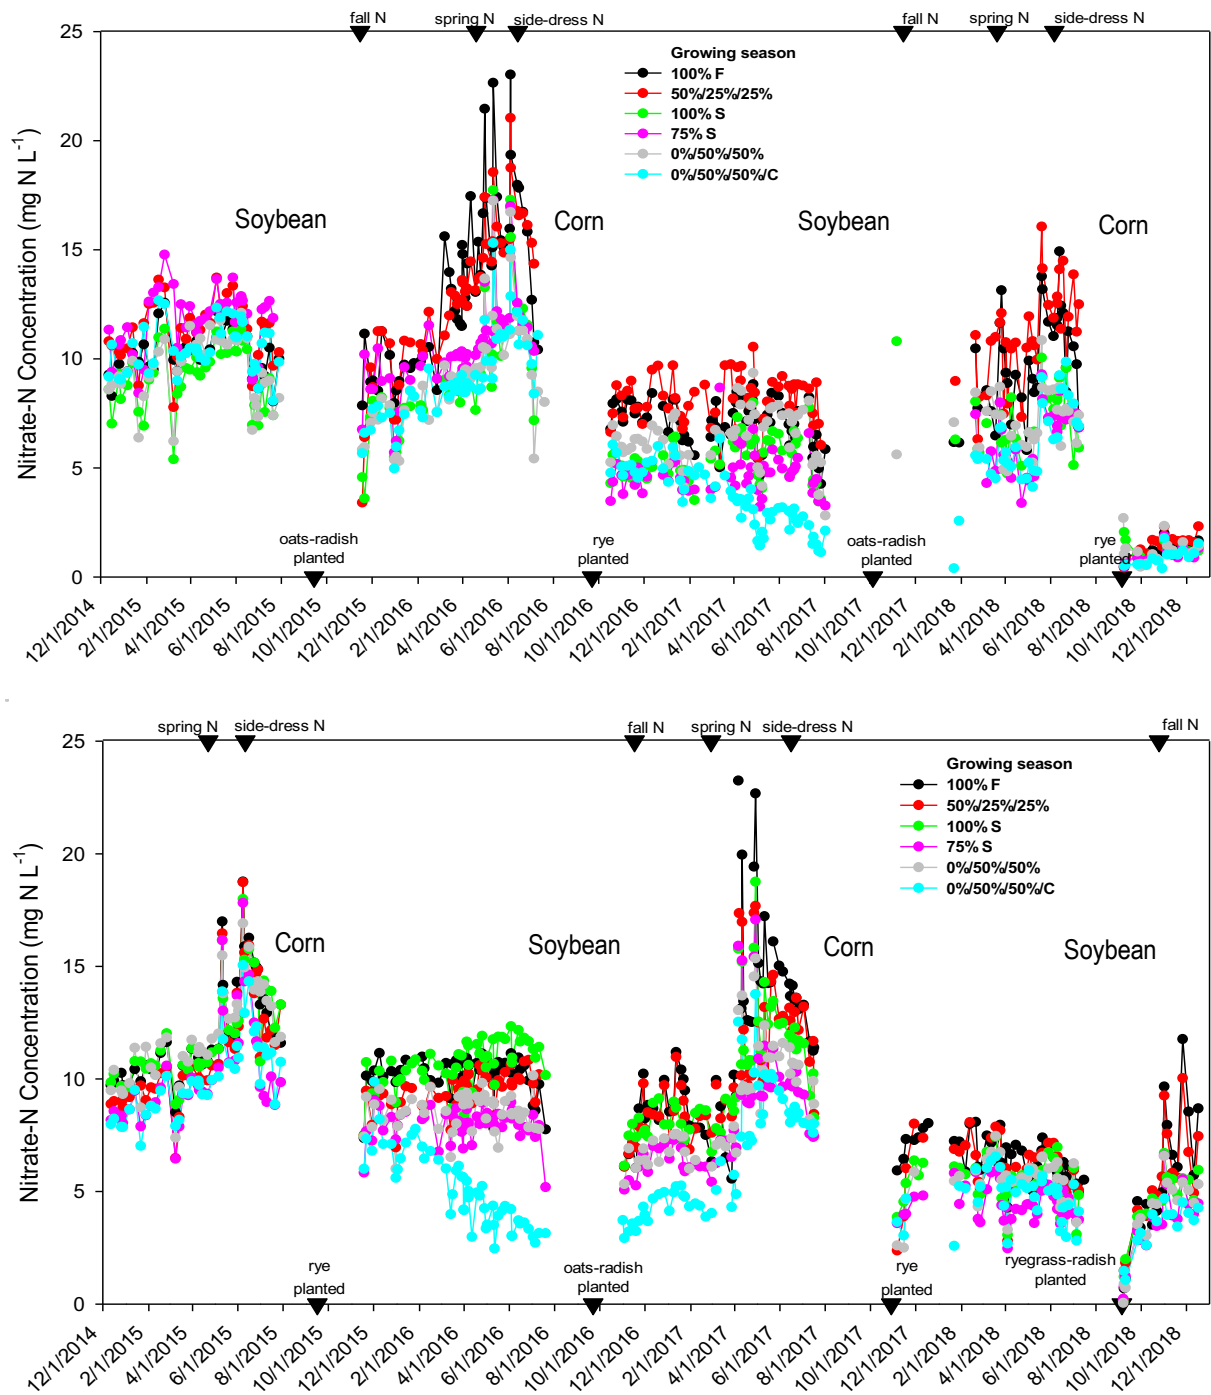 fall N spring N side-dress N fall N spring N side-dress N
25
20
15
10
5
0
Nitrate-N Concentration (mg N L-1)
Growing season
100% F
50%/25%/25%
100% S
75% S
0%/50%/50%
0%/50%/50%/C
Soybean Corn Soybean Corn
oats-radish
planted
rye
planted
oats-radish
planted
rye
planted
12/1/2014 2/1/2015 4/1/2015 6/1/2015 8/1/2015 10/1/2015 12/1/2015 2/1/2016 4/1/2016 6/1/2016 8/1/2016 10/1/2016 12/1/2016 2/1/2017 4/1/2017 6/1/2017 8/1/2017 10/1/2017 12/1/2017 2/1/2018 4/1/2018 6/1/2018 8/1/2018 10/1/2018 12/1/2018
spring N side-dress N fall N spring N side-dress N fall N
25
20
15
10
5
0
Nitrate-N Concentration (mg N L-1)
Growing season
100% F
50%/25%/25%
100% S
75% S
0%/50%/50%
0%/50%/50%/C
Corn Soybean Corn Soybean
rye
planted
oats-radish
planted
rye
planted
ryegrass-radish
planted
12/1/2014 2/1/2015 4/1/2015 6/1/2015 8/1/2015 10/1/2015 12/1/2015 2/1/2016 4/1/2016 6/1/2016 8/1/2016 10/1/2016 12/1/2016 2/1/2017 4/1/2017 6/1/2017 8/1/2017 10/1/2017 12/1/2017 2/1/2018 4/1/2018 6/1/2018 8/1/2018 10/1/2018 12/1/2018